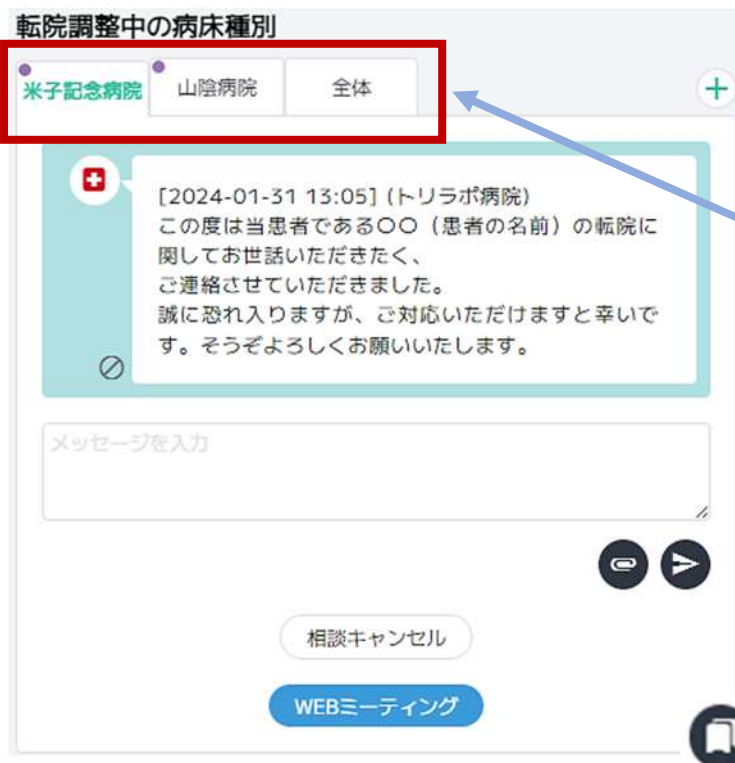 転院調整中の病床種別
米子記念病院 山陰病院 全体
[2024-01-31 13:05] (トリラポ病院)
この度は当患者である〇〇（患者の名前）の転院に
関してお世話いただきたく、
ご連絡させていただきました。
誠に恐れ入りますが、ご対応いただけますと幸いで
す。そうぞよろしくお願いいたします。
メッセージを入力
相談キャンセル
WEBミーティング